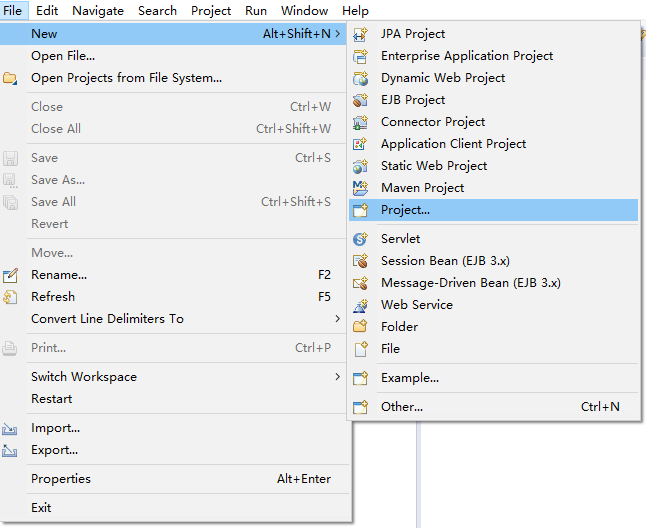 File Edit Navigate Search Project Run Window Help
New Alt+Shift+N
Open File...
Open Projects from File System...
Close Ctrl+W
Close All Ctrl+Shift+W
Save Ctrl+S
Save As...
Save All Ctrl+Shift+S
Revert
Move...
Rename... F2
Refresh F5
Convert Line Delimiters To
Print... Ctrl+P
Switch Workspace
Restart
Import...
Export...
Properties Alt+Enter
Exit
JPA Project
Enterprise Application Project
Dynamic Web Project
EJB Project
Connector Project
Application Client Project
Static Web Project
Maven Project
Project...
Servlet
Session Bean (EJB 3.x)
Message-Driven Bean (EJB 3.x)
Web Service
Folder
File
Example...
Other... Ctrl+N